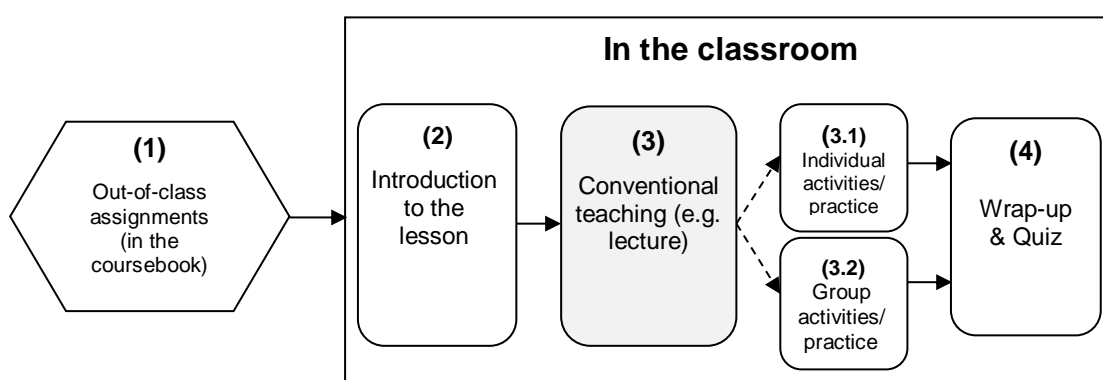 In the classroom
(1)
Out-of-class
assignments
(in the
coursebook)
(2)
Introduction
to the
lesson
(3)
Conventional
teaching (e.g.
lecture)
(3.1)
Individual
activities/
practice
(3.2)
Group
activities/
practice
(4)
Wrap-up
& Quiz